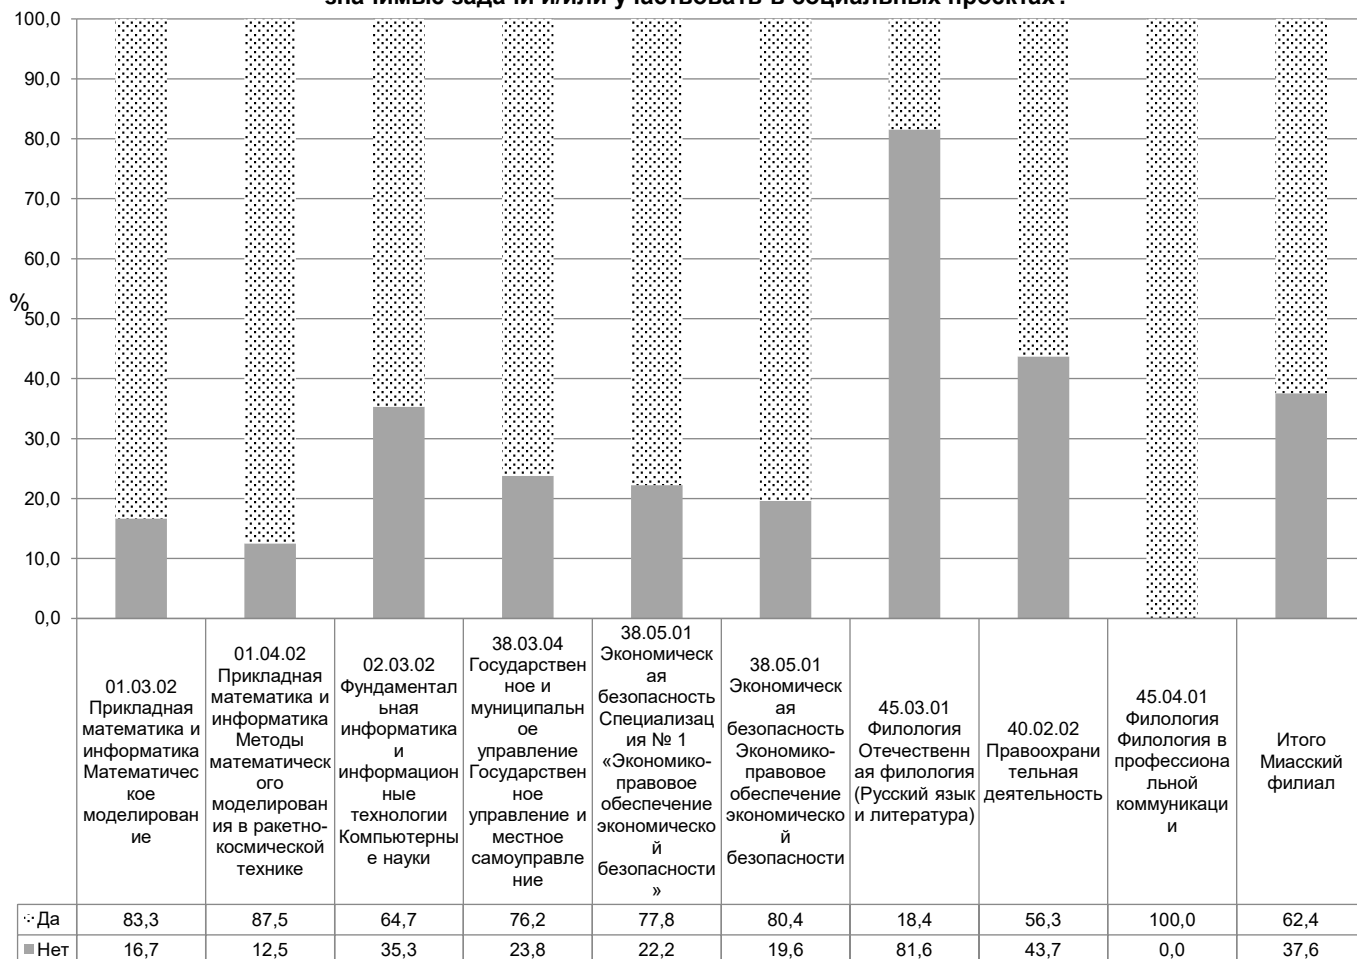 значимые задачи и/или участвовать в социальных проектах?
100,0
90,0
80,0
70,0
60,0
%
50,0
40,0
30,0
20,0
10,0
0,0
01.03.02
Прикладная
математика и
информатика
Математичес
кое
моделирован
ие
01.04.02
Прикладная
математика и
информатика
Методы
математическ
ого
моделирован
ия в ракетно-
космической
технике
02.03.02
Фундаментал
ьная
информатика
и
информацион
ные
технологии
Компьютерны
е науки
38.03.04
Государствен
ное и
муниципальн
ое
управление
Государствен
ное
управление и
местное
самоуправле
ние
38.05.01
Экономическ
ая
безопасность
Специализац
ия № 1
«Экономико-
правовое
обеспечение
экономическо
й
безопасности
»
38.05.01
Экономическ
ая
безопасность
Экономико-
правовое
обеспечение
экономическо
й
безопасности
45.03.01
Филология
Отечественн
ая филология
(Русский язык
и литература)
40.02.02
Правоохрани
тельная
деятельность
45.04.01
Филология
Филология в
профессиона
льной
коммуникаци
и
Итого
Миасский
филиал
Да 83,3 87,5 64,7 76,2 77,8 80,4 18,4 56,3 100,0 62,4
Нет 16,7 12,5 35,3 23,8 22,2 19,6 81,6 43,7 0,0 37,6